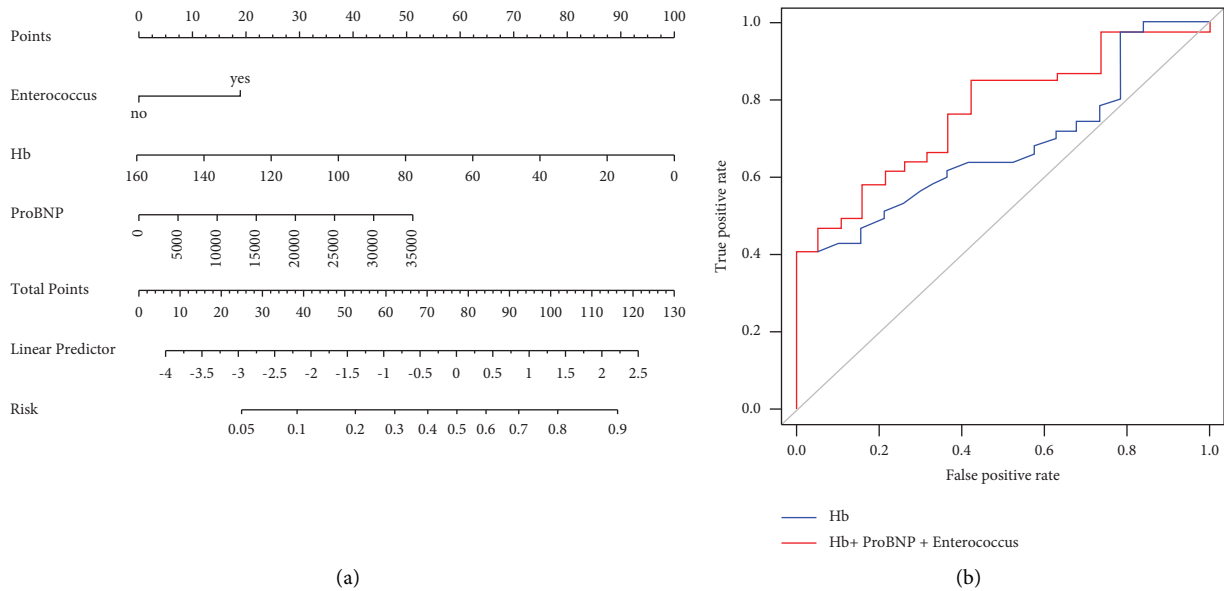 0 10 20 30 40 50 60 70 80 90 100
Points
yes
Enterococcus
no
Hb
160 140 120 100 80 60 40 20 0
ProBNP
0 5000 10000 15000 20000 25000 30000 35000
Total Points
0 10 20 30 40 50 60 70 80 90 100 110 120 130
Linear Predictor
-4 -3.5 -3 -2.5 -2 -1.5 -1 -0.5 0 0.5 1 1.5 2 2.5
Risk
0.05 0.1 0.2 0.3 0.4 0.5 0.6 0.7 0.8 0.9
(a)
True positive rate
1.0
0.8
0.6
0.4
0.2
0.0
0.0 0.2 0.4 0.6 0.8 1.0
False positive rate
Hb
Hb+ ProBNP + Enterococcus
(b)